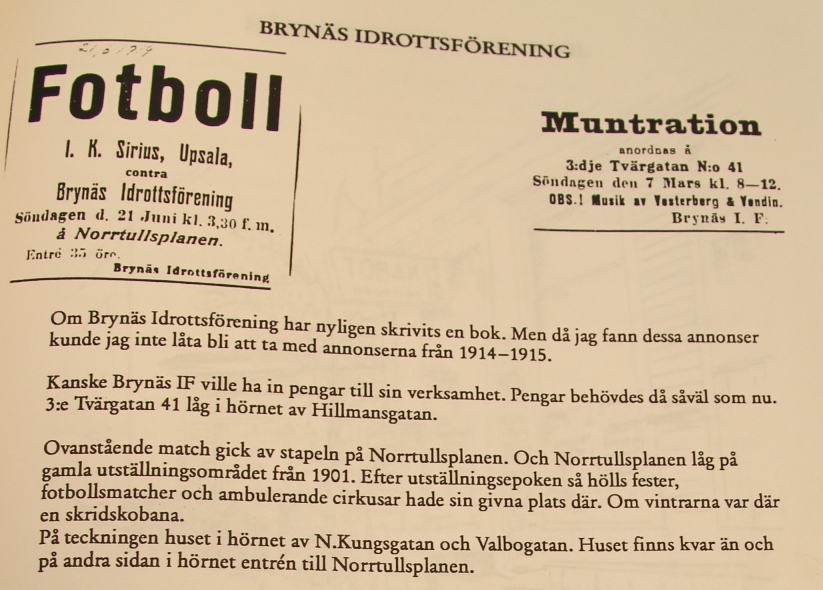 BRYNÄS IDROTTSFÖRENING
Fotboll
I. K. Sirius, Upsala,
contra
Brynäs Idrottsförening
Söndagen d. 21 Juni kl. 3,30 f. m.
å Norrtullsplanen.
Entré 35 öre.
Brynäs Idrottsförening
Muntration
anordnas å
3:dje Tvärgatan N:o 41
Söndagen den 7 Mars kl. 8—12.
OBS.! Musik av Vesterberg & Vendin.
Brynäs I. F.
Om Brynäs Idrottsförening har nyligen skrivits en bok. Men då jag fann dessa annonser
kunde jag inte låta bli att ta med annonserna från 1914–1915.
Kanske Brynäs IF ville ha in pengar till sin verksamhet. Pengar behövdes då såväl som nu.
3:e Tvärgatan 41 låg i hörnet av Hillmansgatan.
Ovanstående match gick av stapeln på Norrtullsplanen. Och Norrtullsplanen låg på
gamla utställningsområdet från 1901. Efter utställningsepoken så hölls fester,
fotbollsmatcher och ambulerande cirkusar hade sin givna plats där. Om vintrarna var där
en skridskobana.
På teckningen huset i hörnet av N.Kungsgatan och Valbogatan. Huset finns kvar än och
på andra sidan i hörnet entrén till Norrtullsplanen.